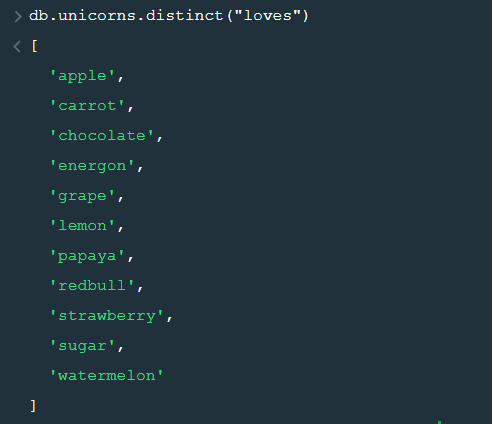 > db.unicorns.distinct("loves")
< [
'apple',
'carrot',
'chocolate',
'energon',
'grape',
'lemon',
'papaya',
'redbull',
'strawberry',
'sugar',
'watermelon'
]